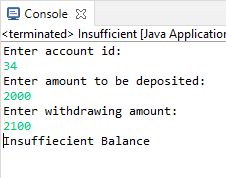 Console
<terminated> Insufficient [Java Application
Enter account id:
34
Enter amount to be deposited:
2000
Enter withdrawing amount:
2100
Insuffiecient Balance